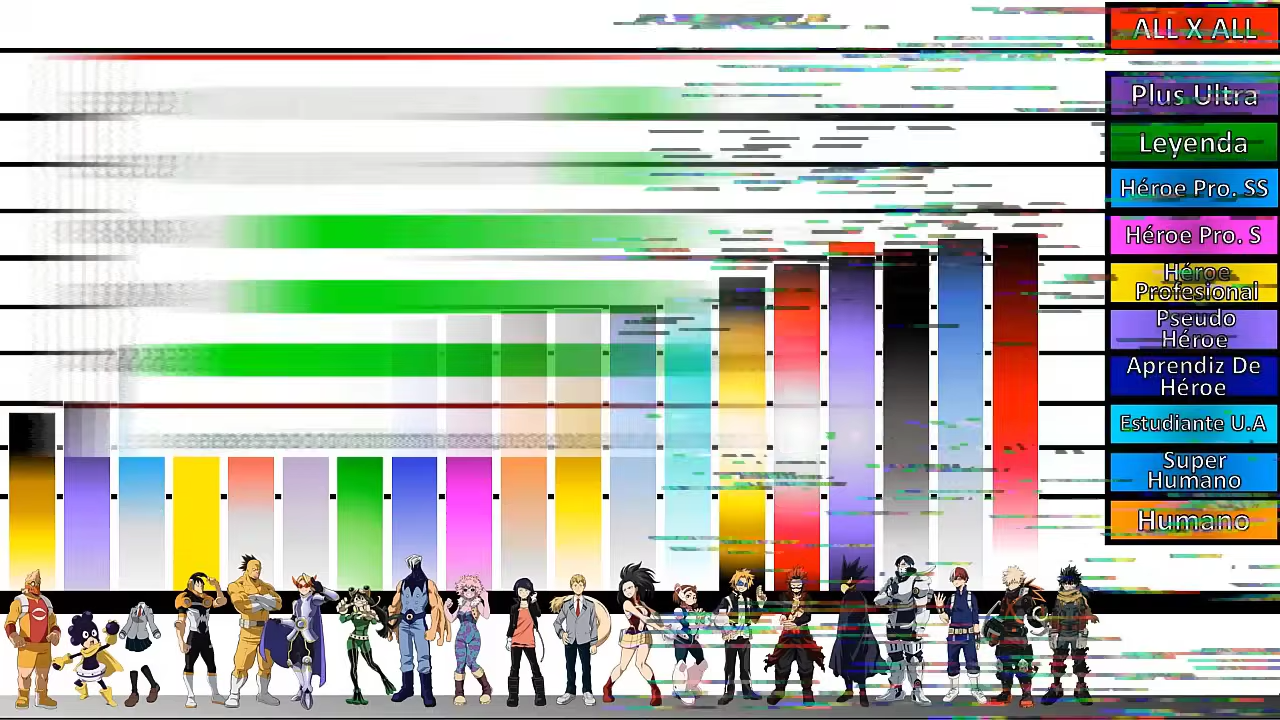 ALL X ALL
Plus Ultra
Leyenda
Héroe Pro. SS
Héroe Pro. S
Héroe
Profesional
Pseudo
Héroe
Aprendiz De
Héroe
Estudiante U.A
Super
Humano
Humano